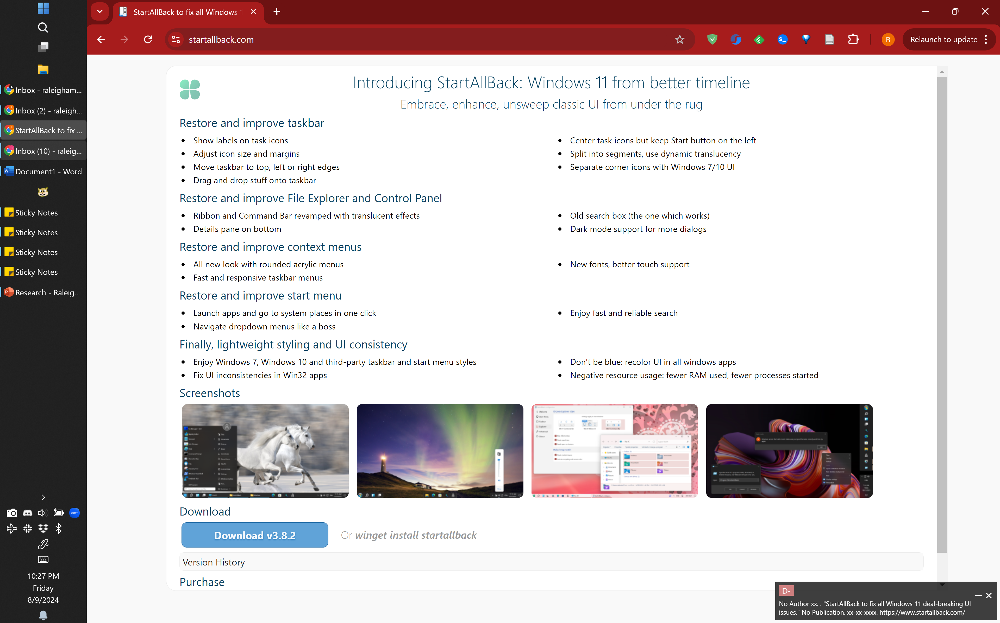 StartAllBack to fix all Windows 1
startallback.com
S_
R
Relaunch to update
Inbox - raleigham...
Inbox (2) - raleigh...
StartAllBack to fix ...
Inbox (10) - raleig...
Document1 - Word
Sticky Notes
Sticky Notes
Sticky Notes
Sticky Notes
Research - Raleig...
zoom
10:27 PM
Friday
8/9/2024
Introducing StartAllBack: Windows 11 from better timeline
Embrace, enhance, unsweep classic UI from under the rug
Restore and improve taskbar
Show labels on task icons
Adjust icon size and margins
Move taskbar to top, left or right edges
Drag and drop stuff onto taskbar
Center task icons but keep Start button on the left
Split into segments, use dynamic translucency
Separate corner icons with Windows 7/10 UI
Restore and improve File Explorer and Control Panel
Ribbon and Command Bar revamped with translucent effects
Details pane on bottom
Old search box (the one which works)
Dark mode support for more dialogs
Restore and improve context menus
All new look with rounded acrylic menus
Fast and responsive taskbar menus
New fonts, better touch support
Restore and improve start menu
Launch apps and go to system places in one click
Navigate dropdown menus like a boss
Enjoy fast and reliable search
Finally, lightweight styling and UI consistency
Enjoy Windows 7, Windows 10 and third-party taskbar and start menu styles
Fix UI inconsistencies in Win32 apps
Don't be blue: recolor UI in all windows apps
Negative resource usage: fewer RAM used, fewer processes started
Screenshots
Download
Download v3.8.2
Or winget install startallback
Version History
Purchase
D-
No Author xx. . "StartAllBack to fix all Windows 11 deal-breaking UI
issues." No Publication. xx-xx-xxxx. https://www.startallback.com/